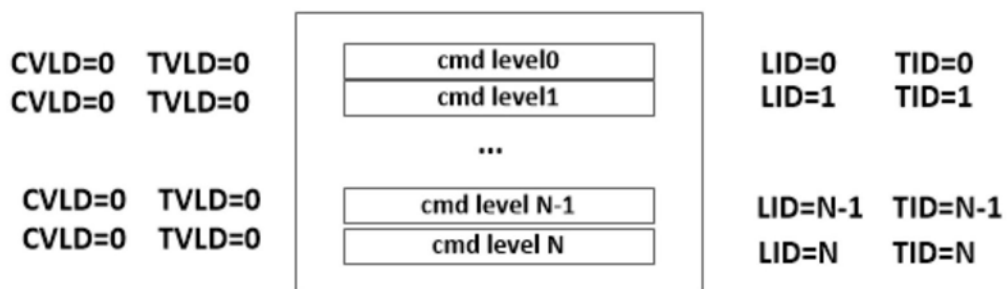 CVLD=0 TVLD=0 cmd level0 LID=0 TID=0
CVLD=0 TVLD=0 cmd level1 LID=1 TID=1
...
CVLD=0 TVLD=0 cmd level N-1 LID=N-1 TID=N-1
CVLD=0 TVLD=0 cmd level N LID=N TID=N